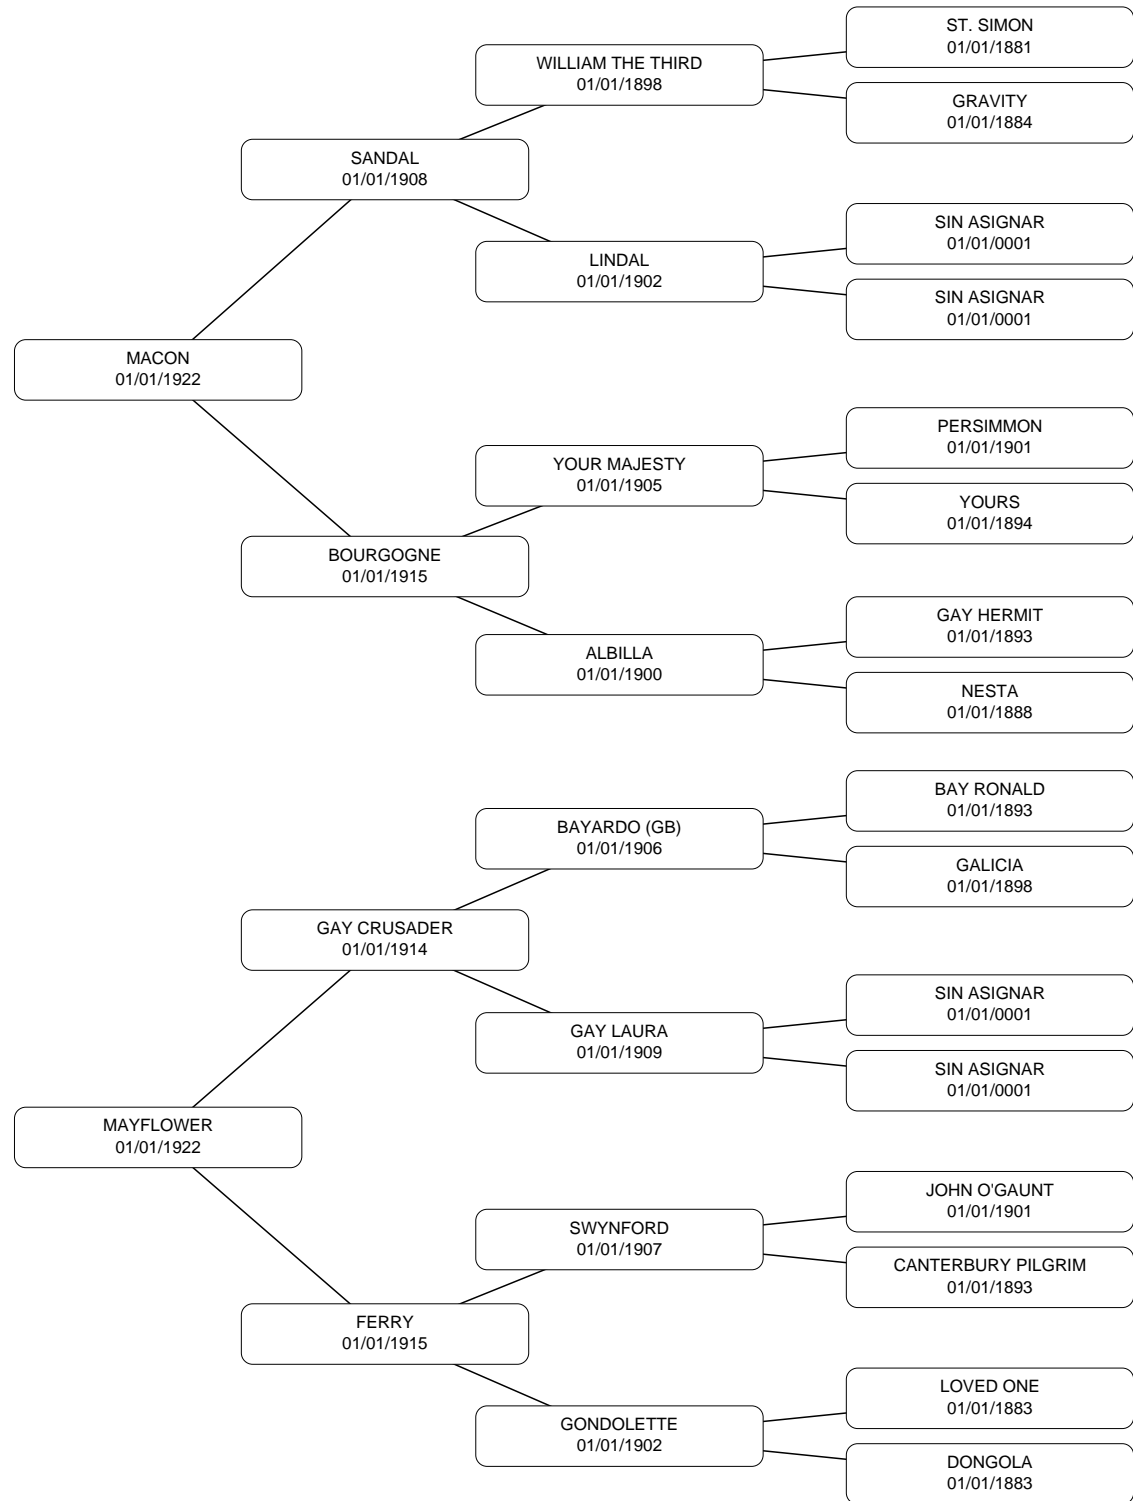 ST. SIMON
01/01/1881
WILLIAM THE THIRD
01/01/1898
GRAVITY
01/01/1884
SANDAL
01/01/1908
SIN ASIGNAR
01/01/0001
LINDAL
01/01/1902
SIN ASIGNAR
01/01/0001
MACON
01/01/1922
PERSIMMON
01/01/1901
YOUR MAJESTY
01/01/1905
YOURS
01/01/1894
BOURGOGNE
01/01/1915
GAY HERMIT
01/01/1893
ALBILLA
01/01/1900
NESTA
01/01/1888
BAY RONALD
01/01/1893
BAYARDO (GB)
01/01/1906
GALICIA
01/01/1898
GAY CRUSADER
01/01/1914
SIN ASIGNAR
01/01/0001
GAY LAURA
01/01/1909
SIN ASIGNAR
01/01/0001
MAYFLOWER
01/01/1922
JOHN O'GAUNT
01/01/1901
SWYNFORD
01/01/1907
CANTERBURY PILGRIM
01/01/1893
FERRY
01/01/1915
LOVED ONE
01/01/1883
GONDOLETTE
01/01/1902
DONGOLA
01/01/1883